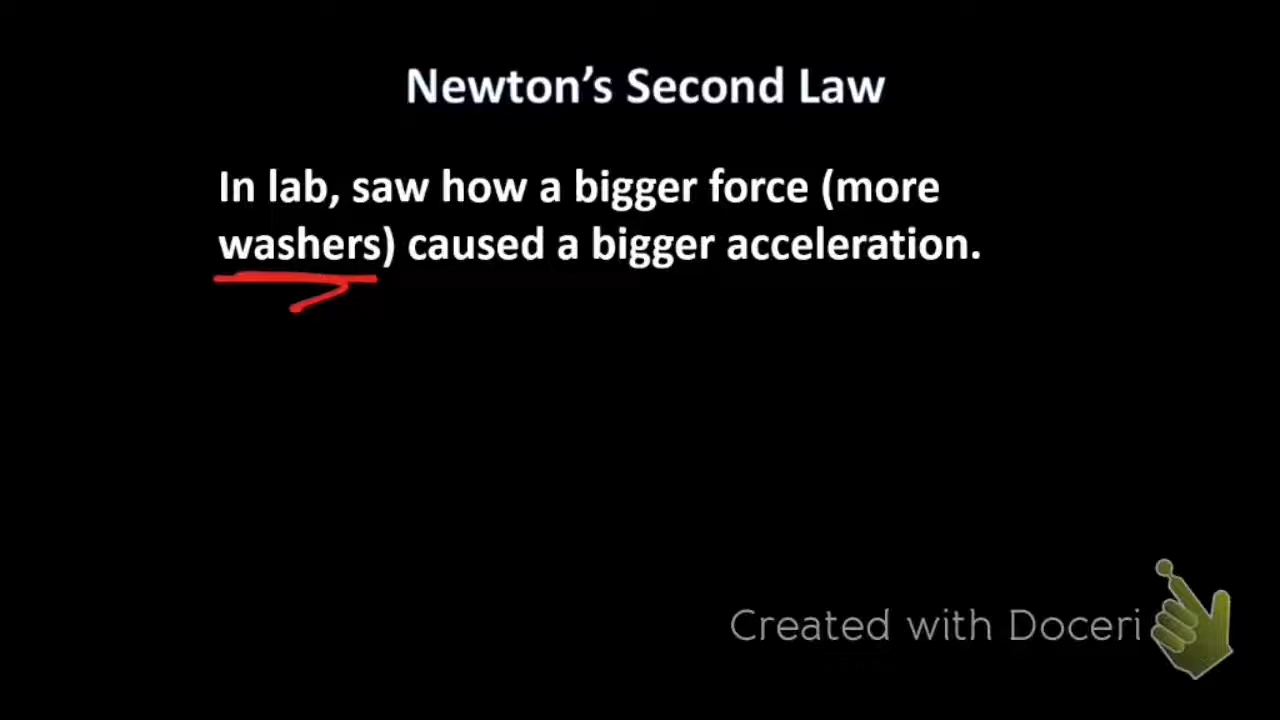 Newton's Second Law
In lab, saw how a bigger force (more
washers) caused a bigger acceleration.
Created with Doceri